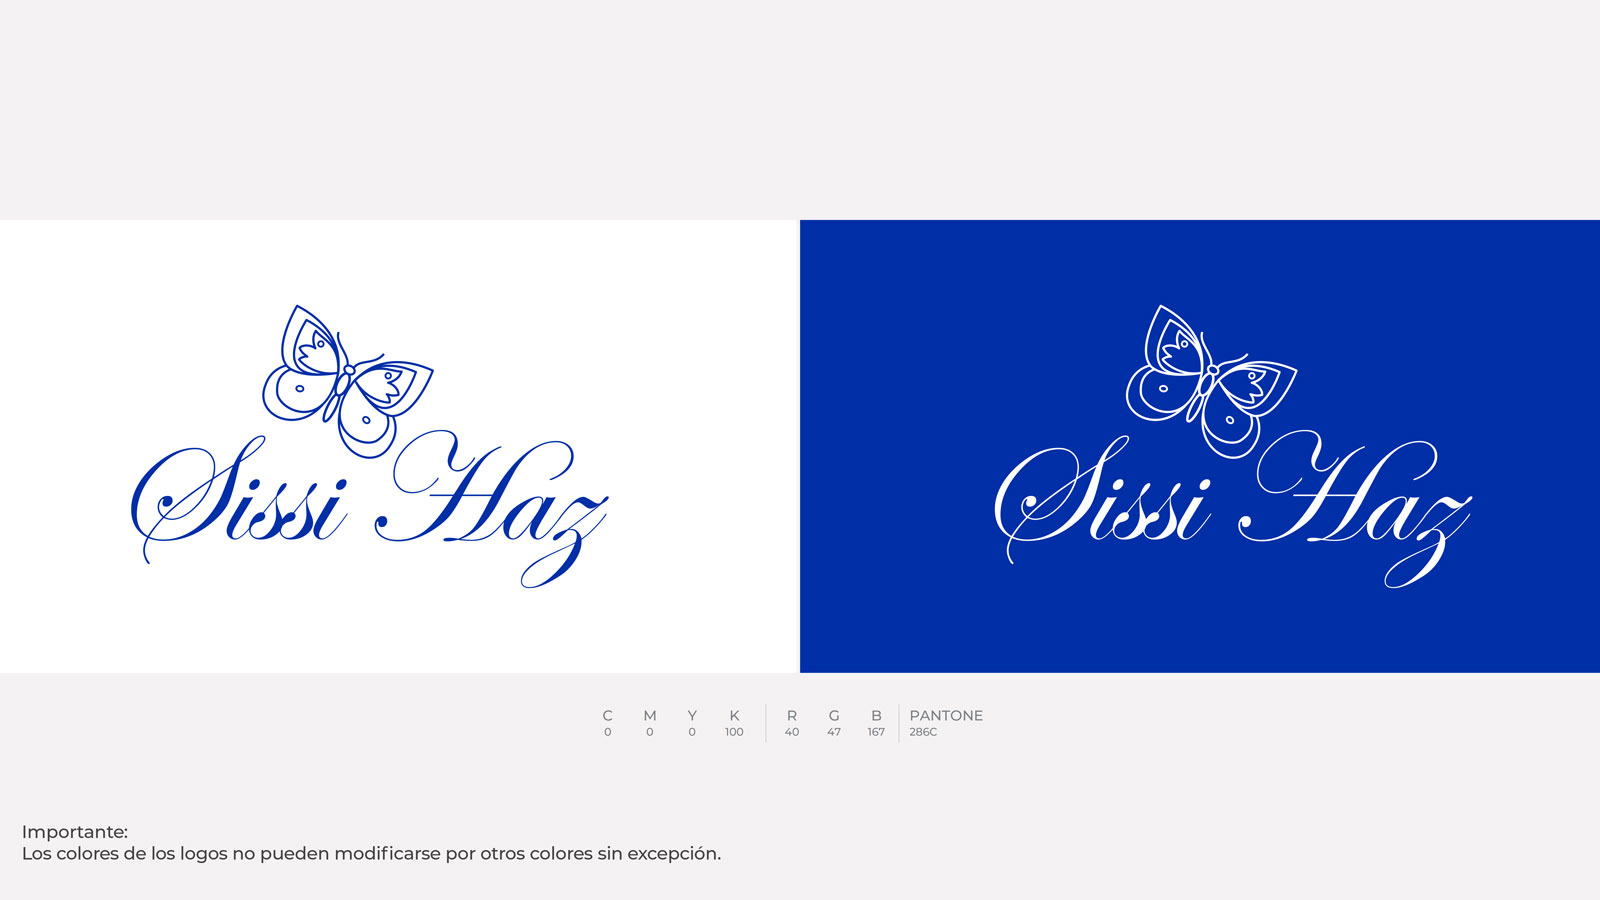 Sissi Haz
Sissi Haz
C M Y K R G B PANTONE
0 0 0 100 40 47 167 286C
Importante:
Los colores de los logos no pueden modificarse por otros colores sin excepción.